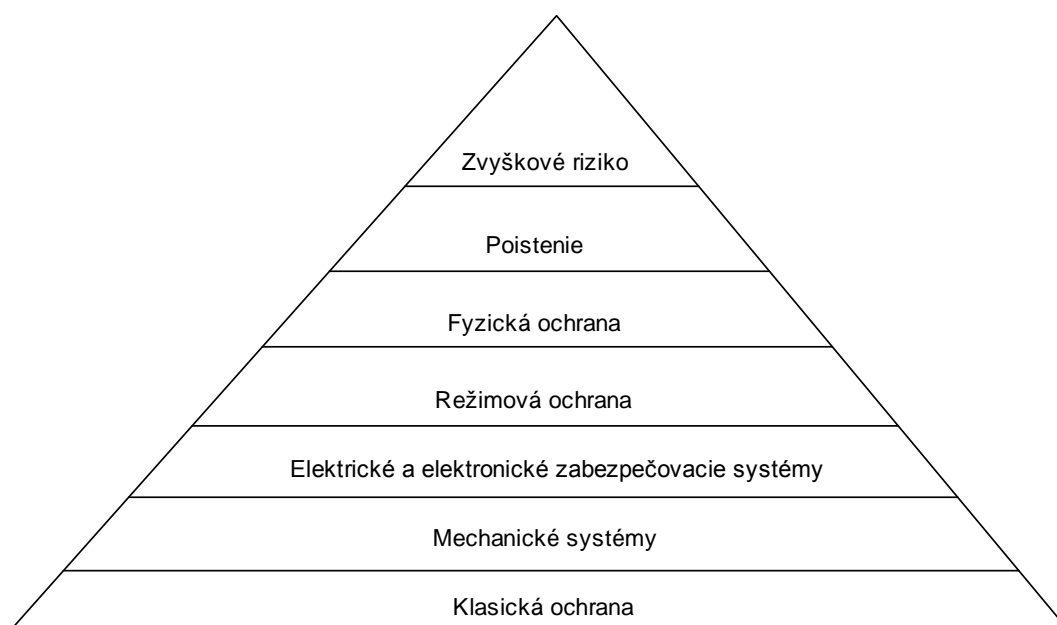 Zvyškové riziko
Poistenie
Fyzická ochrana
Režimová ochrana
Elektrické a elektronické zabezpečovacie systémy
Mechanické systémy
Klasická ochrana